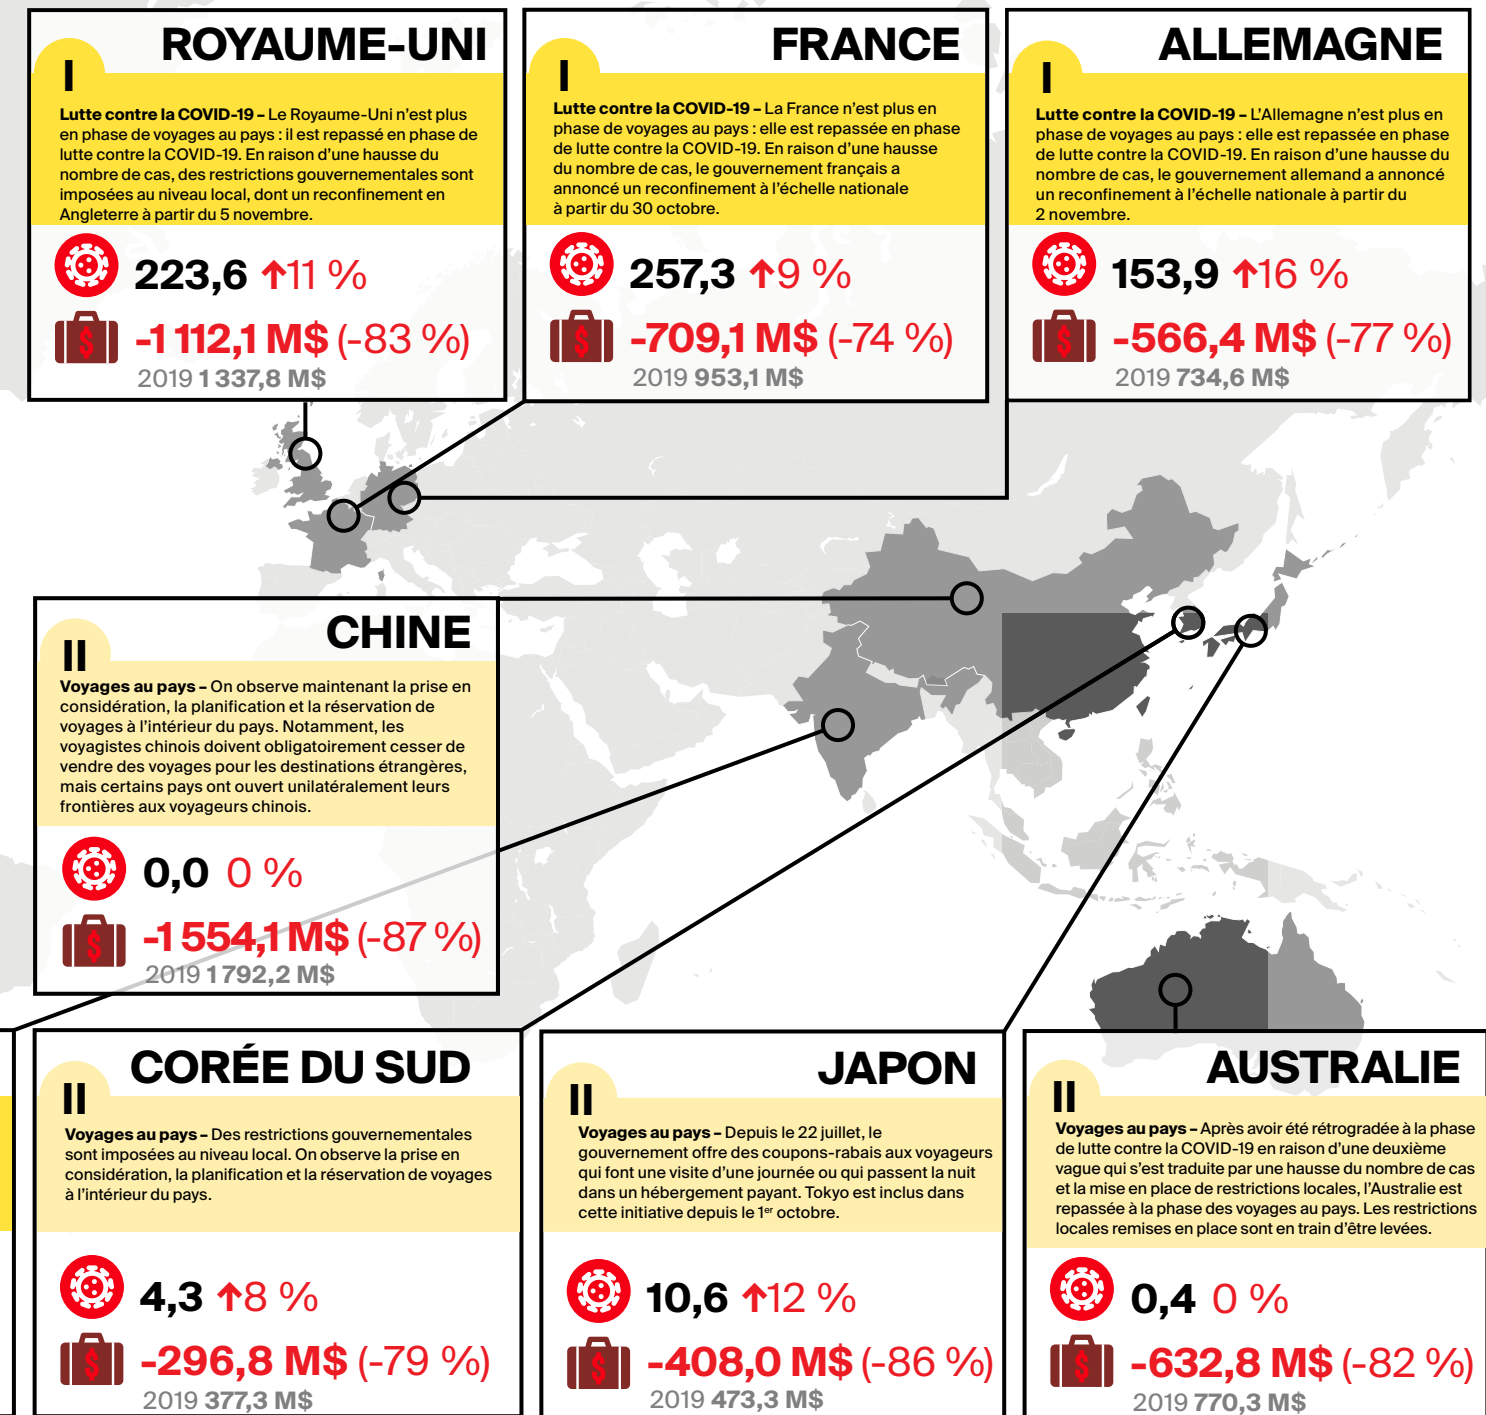 ROYAUME-UNI
I
Lutte contre la COVID-19 – Le Royaume-Uni n'est plus
en phase de voyages au pays : il est repassé en phase de
lutte contre la COVID-19. En raison d'une hausse du
nombre de cas, des restrictions gouvernementales sont
imposées au niveau local, dont un reconfinement en
Angleterre à partir du 5 novembre.
223,6 ↑11 %
-1 112,1 M$ (-83 %)
2019 1 337,8 M$
FRANCE
I
Lutte contre la COVID-19 – La France n'est plus en
phase de voyages au pays : elle est repassée en phase
de lutte contre la COVID-19. En raison d'une hausse
du nombre de cas, le gouvernement français a
annoncé un reconfinement à l'échelle nationale
à partir du 30 octobre.
257,3 ↑9 %
-709,1 M$ (-74 %)
2019 953,1 M$
ALLEMAGNE
I
Lutte contre la COVID-19 – L'Allemagne n'est plus en
phase de voyages au pays : elle est repassée en phase
de lutte contre la COVID-19. En raison d'une hausse du
nombre de cas, le gouvernement allemand a annoncé
un reconfinement à l'échelle nationale à partir du
2 novembre.
153,9 ↑16 %
-566,4 M$ (-77 %)
2019 734,6 M$
CHINE
II
Voyages au pays – On observe maintenant la prise en
considération, la planification et la réservation de
voyages à l'intérieur du pays. Notamment, les
voyagistes chinois doivent obligatoirement cesser de
vendre des voyages pour les destinations étrangères,
mais certains pays ont ouvert unilatéralement leurs
frontières aux voyageurs chinois.
0,0 0 %
-1 554,1 M$ (-87 %)
2019 1 792,2 M$
CORÉE DU SUD
II
Voyages au pays – Des restrictions gouvernementales
sont imposées au niveau local. On observe la prise en
considération, la planification et la réservation de voyages
à l'intérieur du pays.
4,3 ↑8 %
-296,8 M$ (-79 %)
2019 377,3 M$
JAPON
II
Voyages au pays – Depuis le 22 juillet, le
gouvernement offre des coupons-rabais aux voyageurs
qui font une visite d'une journée ou qui passent la nuit
dans un hébergement payant. Tokyo est inclus dans
cette initiative depuis le 1er octobre.
10,6 ↑12 %
-408,0 M$ (-86 %)
2019 473,3 M$
AUSTRALIE
II
Voyages au pays – Après avoir été rétrogradée à la phase
de lutte contre la COVID-19 en raison d'une deuxième
vague qui s'est traduite par une hausse du nombre de cas
et la mise en place de restrictions locales, l'Australie est
repassée à la phase des voyages au pays. Les restrictions
locales remises en place sont en train d'être levées.
0,4 0 %
-632,8 M$ (-82 %)
2019 770,3 M$